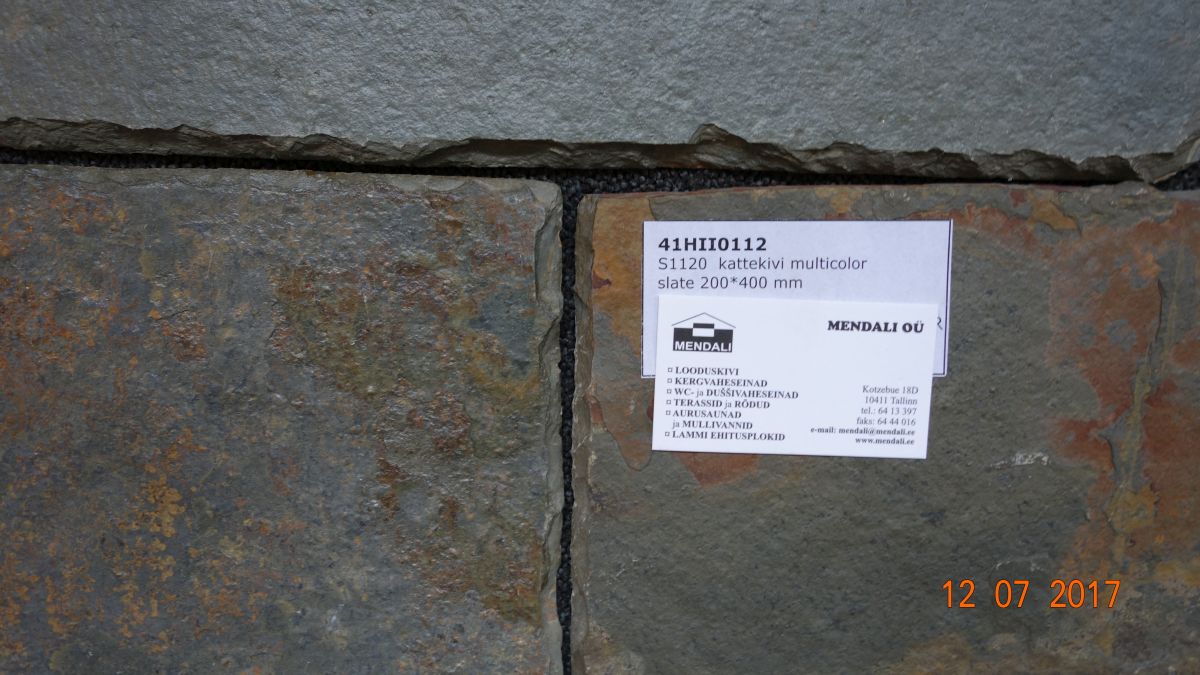 41HII0112
S1120 kattekivi multicolor
slate 200*400 mm
MENDALI
MENDALI OÜ
¤ LOODUSKIVI
¤ KERGVAHESEINAD
¤ WC- ja DUŠŠIVAHESEINAD
¤ TERASSID ja RÕDUD
¤ AURUSAUNAD
ja MULLIVANNID
¤ LAMMI EHITUSPLOKID
Kotzebue 18D
10411 Tallinn
tel.: 64 13 397
faks: 64 44 016
e-mail: mendali@mendali.ee
www.mendali.ee
12 07 2017